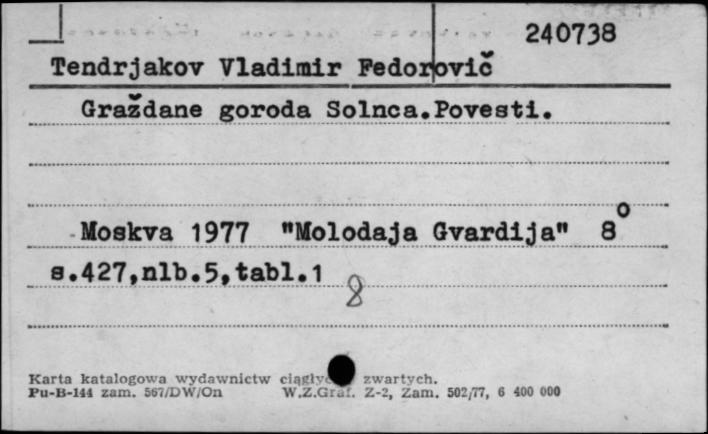 240738
Tendrjakov Vladimir Fedorovič
Graždane goroda Solnca.Povesti.
Moskva 1977 "Molodaja Gvardija" 8°
s.427,nlb.5,tabl.1
8
Karta katalogowa wydawnictw zwartych.
Pu-B-144 zam. 567/DW/On W.Z.Graf. Z-2, Zam. 502/77, 6 400 000